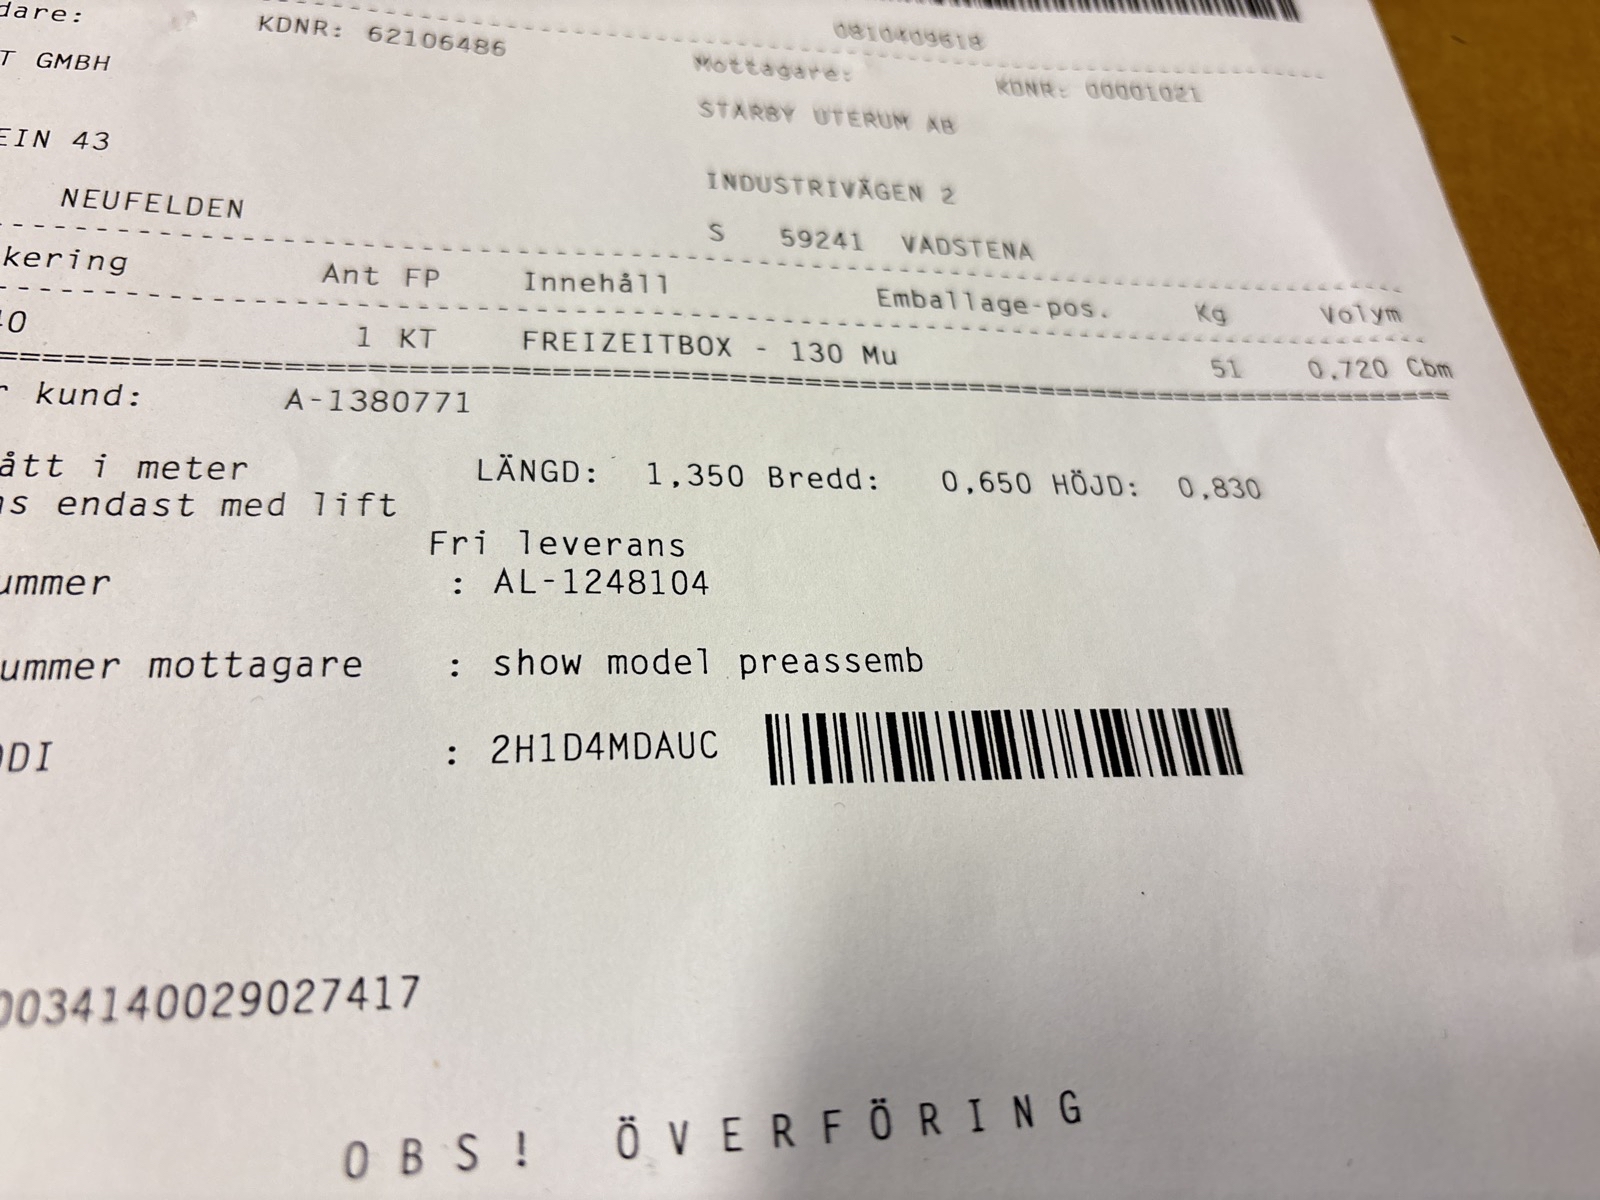 dare:
KDNR: 62106486
0810409618
T GMBH
Mottagare:
KDNR: 00001021
STARBY UTERUM AB
EIN 43
INDUSTRIVÄGEN 2
NEUFELDEN
S 59241 VADSTENA
kering Ant FP Innehåll Emballage-pos. Kg Volym
40 1 KT FREIZEITBOX - 130 Mu 51 0.720 Cbm
r kund: A-1380771
ått i meter LÄNGD: 1,350 Bredd: 0,650 HÖJD: 0,830
ns endast med lift
Fri leverans
ummer : AL-1248104
ummer mottagare : show model preassemb
DDI : 2H1D4MDAUC
0034140029027417
OBS! ÖVERFÖRING